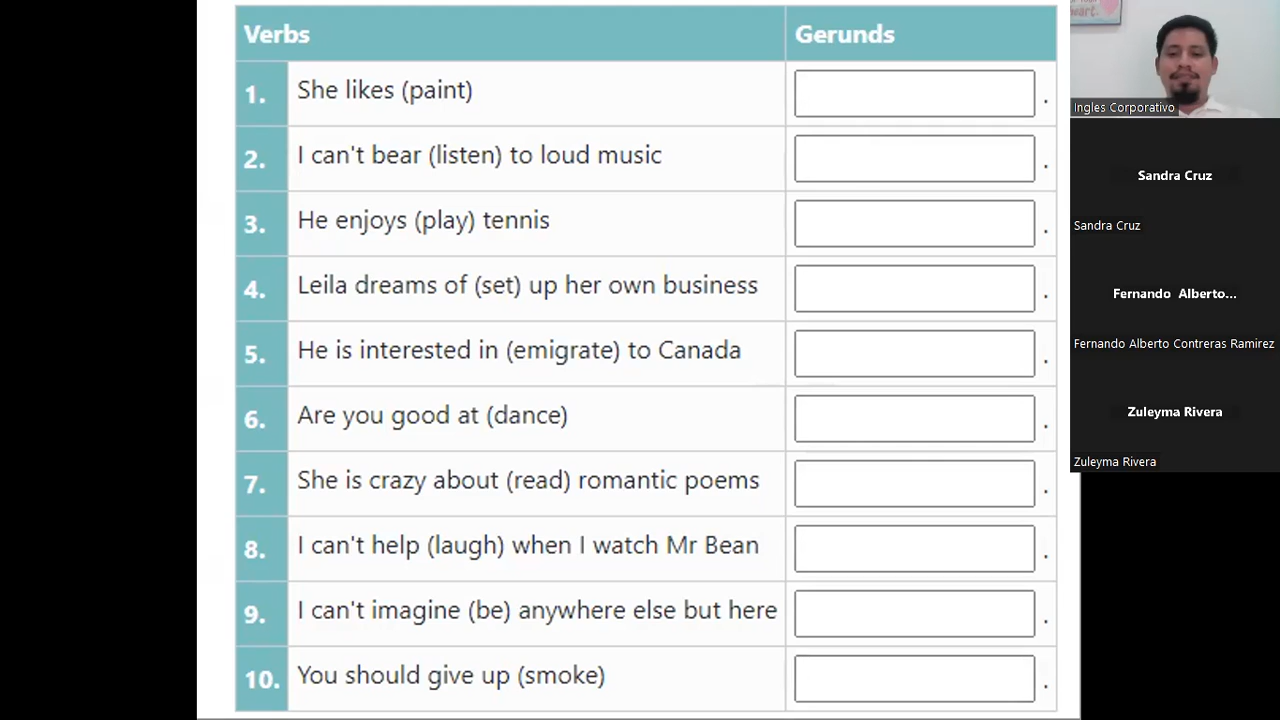 Verbs Gerunds
1. She likes (paint) .
2. I can't bear (listen) to loud music .
3. He enjoys (play) tennis .
4. Leila dreams of (set) up her own business .
5. He is interested in (emigrate) to Canada .
6. Are you good at (dance) .
7. She is crazy about (read) romantic poems .
8. I can't help (laugh) when I watch Mr Bean .
9. I can't imagine (be) anywhere else but here .
10. You should give up (smoke) .
Ingles Corporativo
Sandra Cruz
Sandra Cruz
Fernando Alberto...
Fernando Alberto Contreras Ramirez
Zuleyma Rivera
Zuleyma Rivera